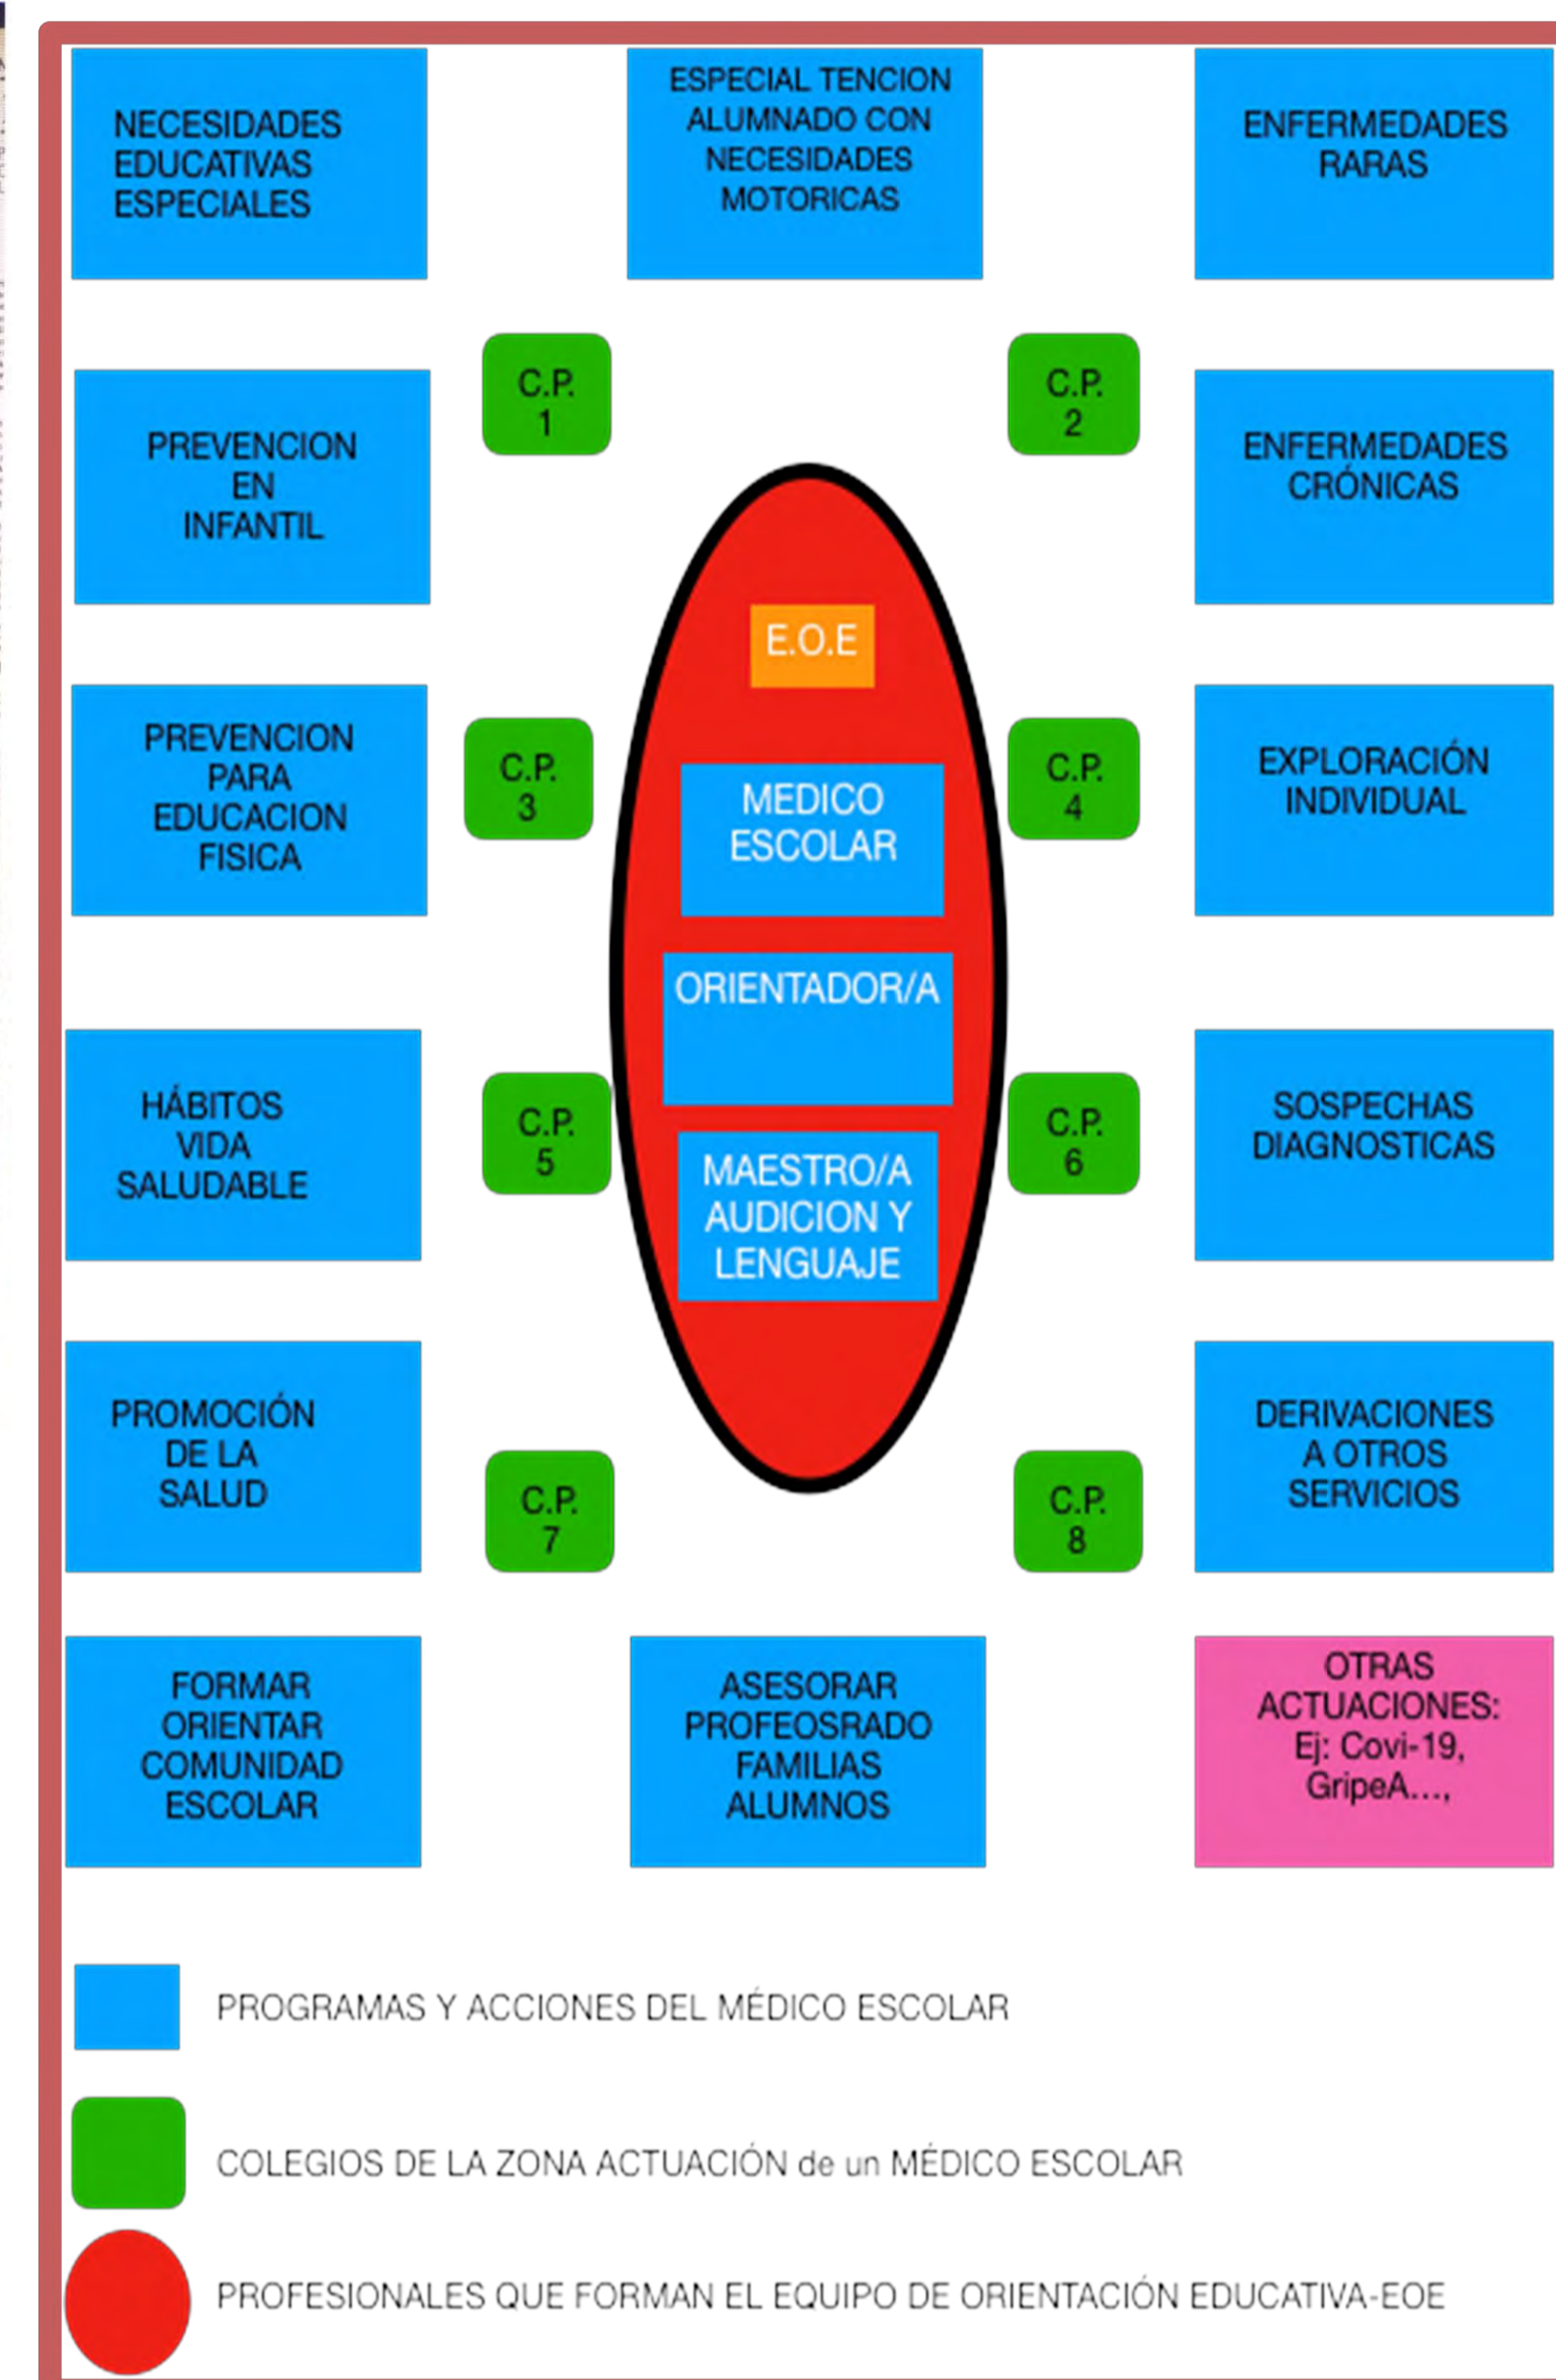 NECESIDADES
EDUCATIVAS
ESPECIALES
ESPECIAL TENCION
ALUMNADO CON
NECESIDADES
MOTORICAS
ENFERMEDADES
RARAS
C.P.
1
C.P.
2
PREVENCION
EN
INFANTIL
ENFERMEDADES
CRÓNICAS
E.O.E
PREVENCION
PARA
EDUCACION
FISICA
C.P.
3
MEDICO
ESCOLAR
C.P.
4
EXPLORACIÓN
INDIVIDUAL
ORIENTADOR/A
HÁBITOS
VIDA
SALUDABLE
C.P.
5
MAESTRO/A
AUDICION Y
LENGUAJE
C.P.
6
SOSPECHAS
DIAGNOSTICAS
PROMOCIÓN
DE LA
SALUD
C.P.
7
C.P.
8
DERIVACIONES
A OTROS
SERVICIOS
FORMAR
ORIENTAR
COMUNIDAD
ESCOLAR
ASESORAR
PROFEOSRADO
FAMILIAS
ALUMNOS
OTRAS
ACTUACIONES:
Ej: Covi-19,
GripeA...,
PROGRAMAS Y ACCIONES DEL MÉDICO ESCOLAR
COLEGIOS DE LA ZONA ACTUACIÓN de un MÉDICO ESCOLAR
PROFESIONALES QUE FORMAN EL EQUIPO DE ORIENTACIÓN EDUCATIVA-EOE